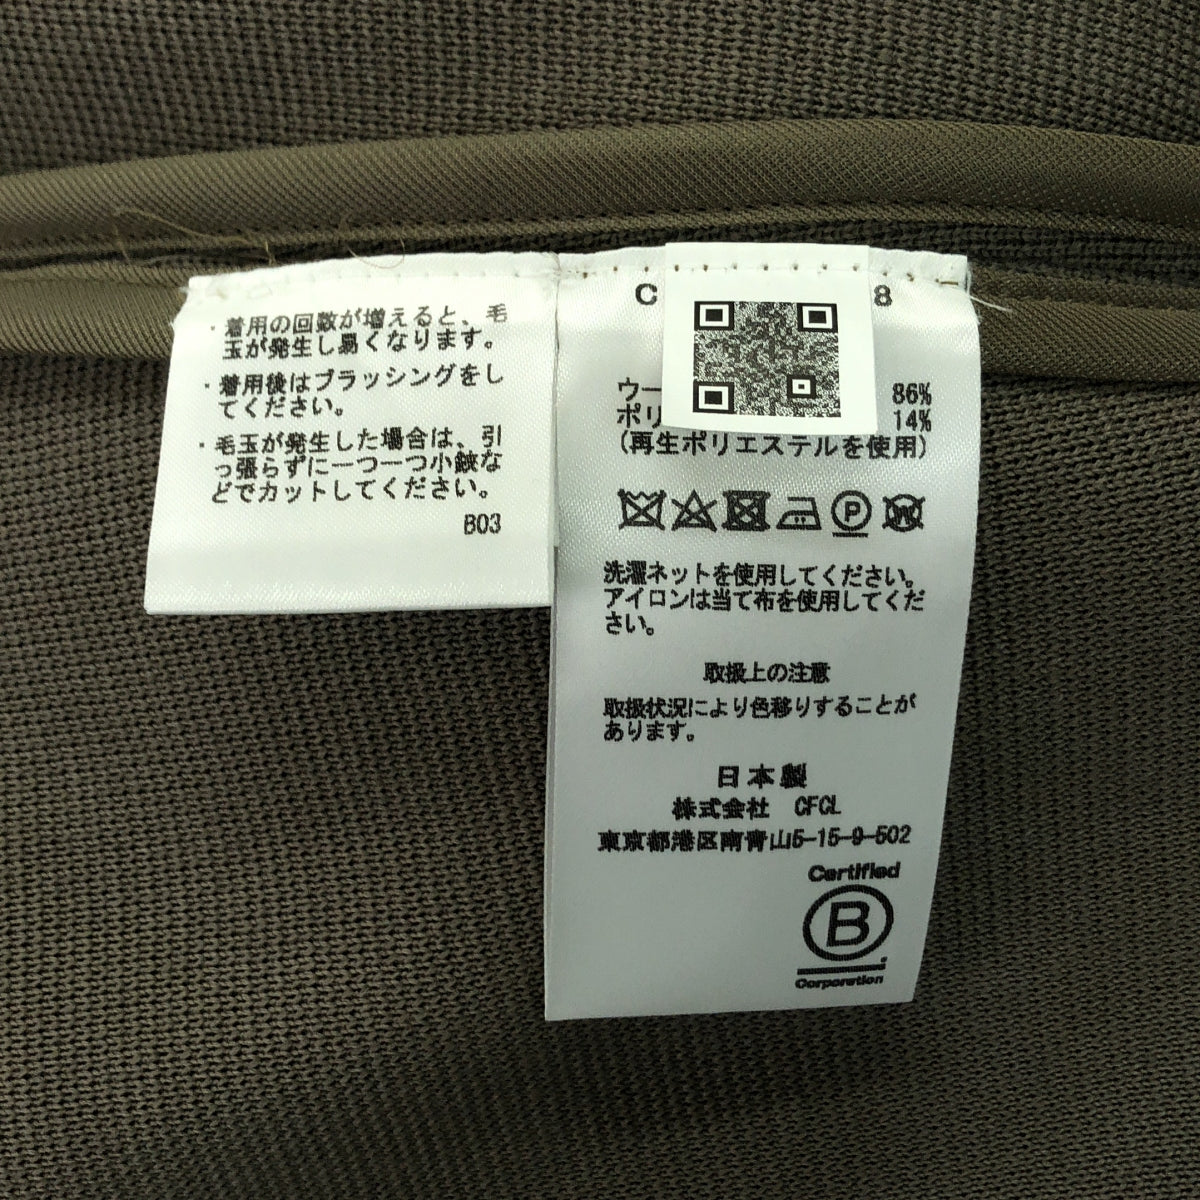 ・着用の回数が増えると、毛
玉が発生し易くなります。
・着用後はブラッシングをし
てください。
・毛玉が発生した場合は、引
っ張らずに一つ一つ小鋏な
どでカットしてください。
B03
C 8
ウー 86%
ポリ 14%
(再生ポリエステルを使用)
P
W
洗濯ネットを使用してください。
アイロンは当て布を使用してくだ
さい。
取扱上の注意
取扱状況により色移りすることが
あります。
日本製
株式会社 CFCL
東京都港区南青山5-15-9-502
Certified
B
Corporation